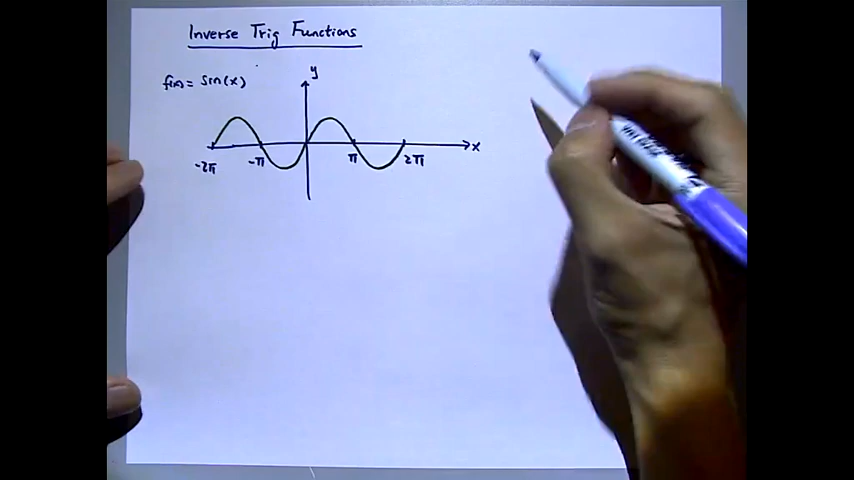 Inverse Trig Functions
f(x) = sin(x)
y
x
-2π -π π 2π